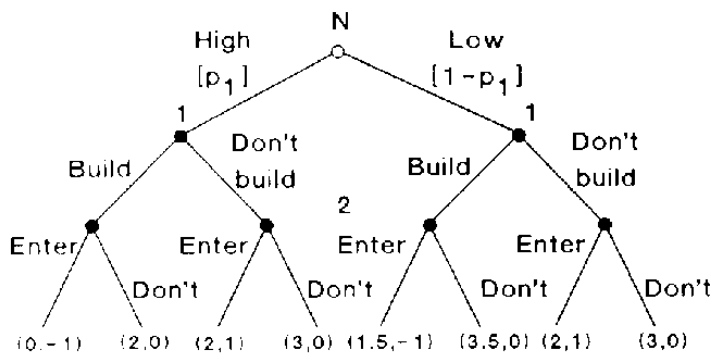 N
High Low
[p1] [1-p1]
1 1
Don't Don't
Build build Build build
2
Enter Enter Enter Enter
Don't Don't Don't Don't
(0,-1) (2,0) (2,1) (3,0) (1.5,-1) (3.5,0) (2,1) (3,0)